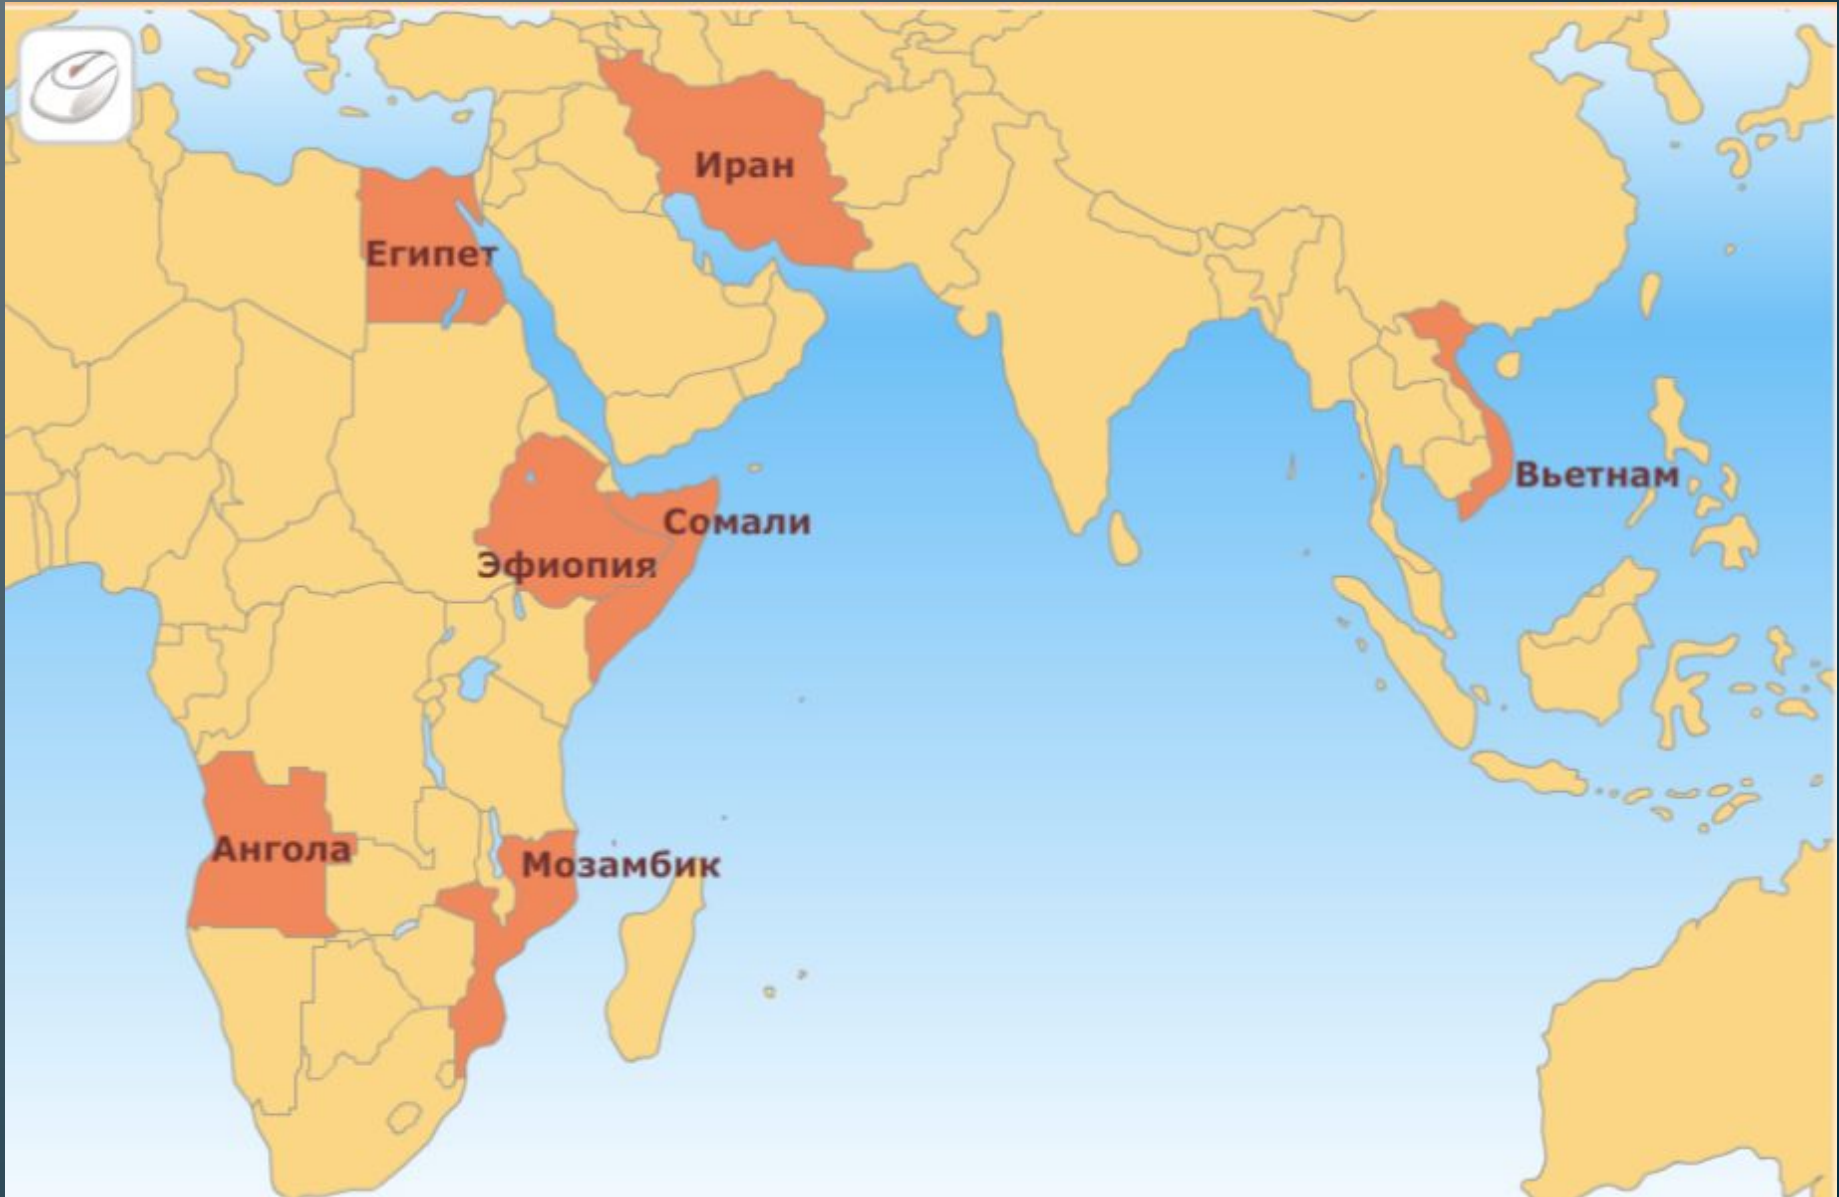 Иран
Египет
Вьетнам
Сомали
Эфиопия
Ангола
Мозамбик